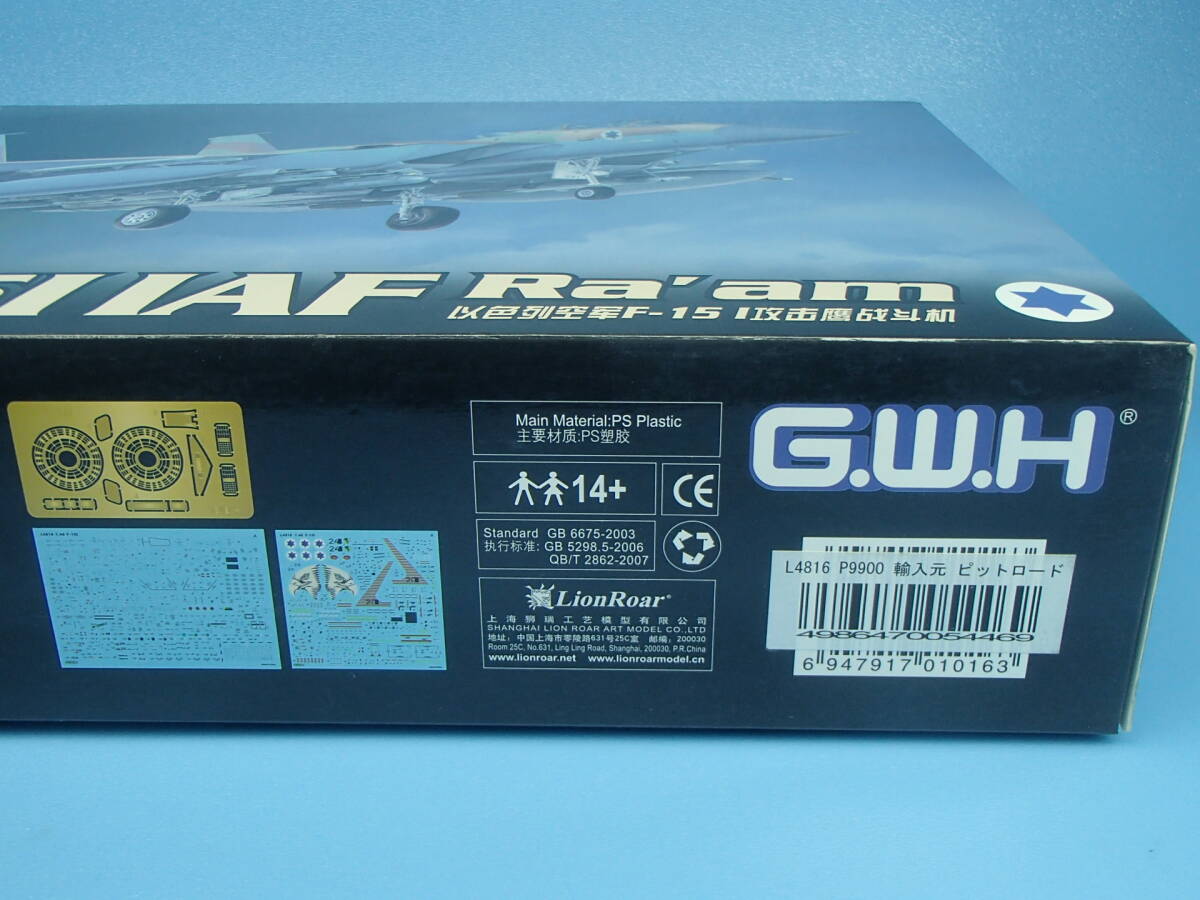 I IAF Ra'am
以色列空军F-15 I攻击鹰战斗机
Main Material:PS Plastic
主要材质:PS塑胶
14+
CE
Standard GB 6675-2003
执行标准: GB 5298.5-2006
QB/T 2862-2007
LionRoar®
上海狮瑞工艺模型有限公司
SHANGHAI LION ROAR ART MODEL CO.,LTD
地址: 中国上海市零陵路631号25C室 邮编: 200030
Room 25C, No.631, Ling Ling Road, Shanghai, 200030, P.R.China
www.lionroar.net www.lionroarmodel.cn
G.W.H®
L4816 P9900 輸入元 ピットロード
4986470054469
6 947917 010163